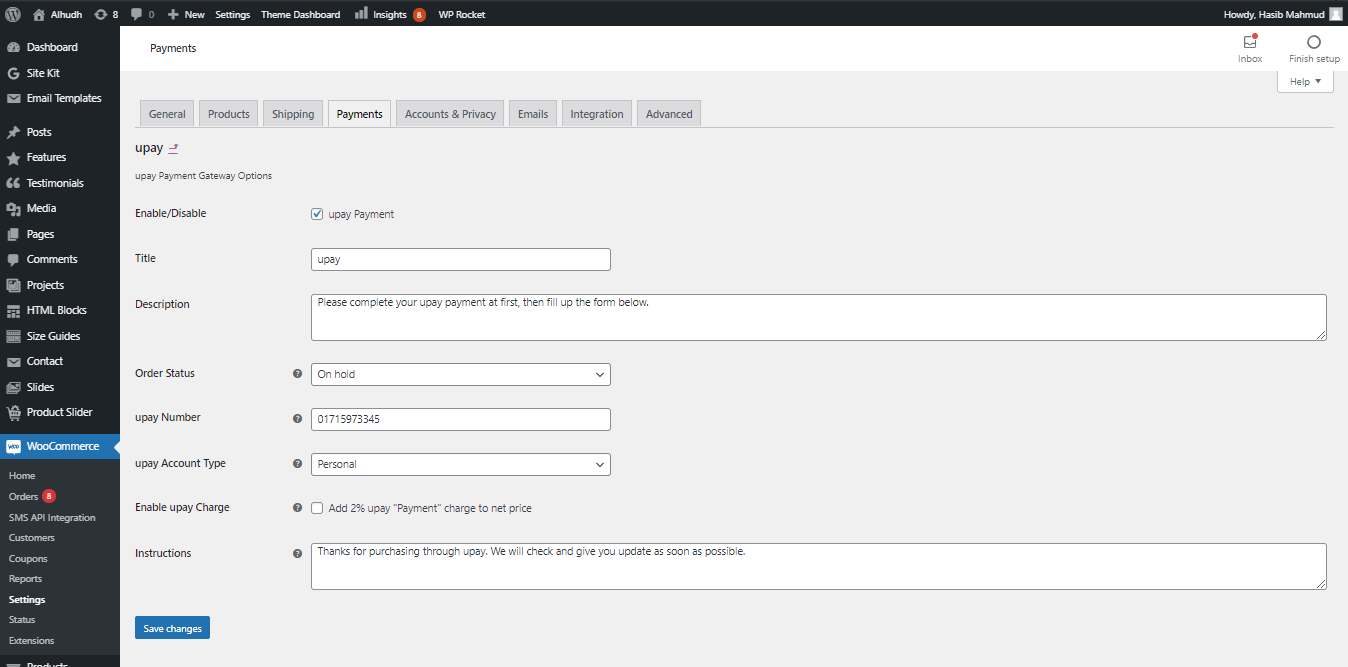 Alhudh 8 0 New Settings Theme Dashboard Insights 8 WP Rocket Howdy, Hasib Mahmud
Dashboard
Site Kit
Email Templates
Posts
Features
Testimonials
Media
Pages
Comments
Projects
HTML Blocks
Size Guides
Contact
Slides
Product Slider
WooCommerce
Home
Orders 8
SMS API Integration
Customers
Coupons
Reports
Settings
Status
Extensions
Products
Payments
Inbox
Finish setup
Help
General Products Shipping Payments Accounts & Privacy Emails Integration Advanced
upay
upay Payment Gateway Options
Enable/Disable upay Payment
Title upay
Description Please complete your upay payment at first, then fill up the form below.
Order Status On hold
upay Number 01715973345
upay Account Type Personal
Enable upay Charge Add 2% upay "Payment" charge to net price
Instructions Thanks for purchasing through upay. We will check and give you update as soon as possible.
Save changes